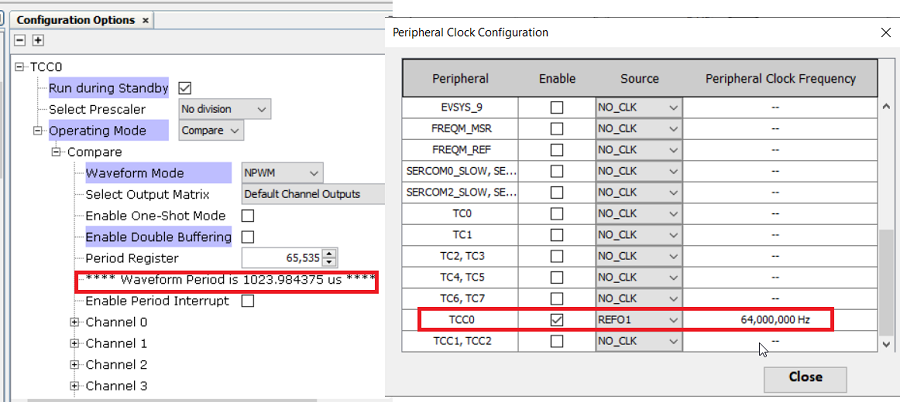 Configuration Options ×
TCC0
Run during Standby
Select Prescaler No division
Operating Mode Compare
Compare
Waveform Mode NPWM
Select Output Matrix Default Channel Outputs
Enable One-Shot Mode
Enable Double Buffering
Period Register 65,535
**** Waveform Period is 1023.984375 us ****
Enable Period Interrupt
Channel 0
Channel 1
Channel 2
Channel 3
Peripheral Clock Configuration
Peripheral Enable Source Peripheral Clock Frequency
EVSYS_9 NO_CLK --
FREQM_MSR NO_CLK --
FREQM_REF NO_CLK --
SERCOM0_SLOW, SE... NO_CLK --
SERCOM2_SLOW, SE... NO_CLK --
TC0 NO_CLK --
TC1 NO_CLK --
TC2, TC3 NO_CLK --
TC4, TC5 NO_CLK --
TC6, TC7 NO_CLK --
TCC0 REFO1 64,000,000 Hz
TCC1, TCC2 NO_CLK --
Close